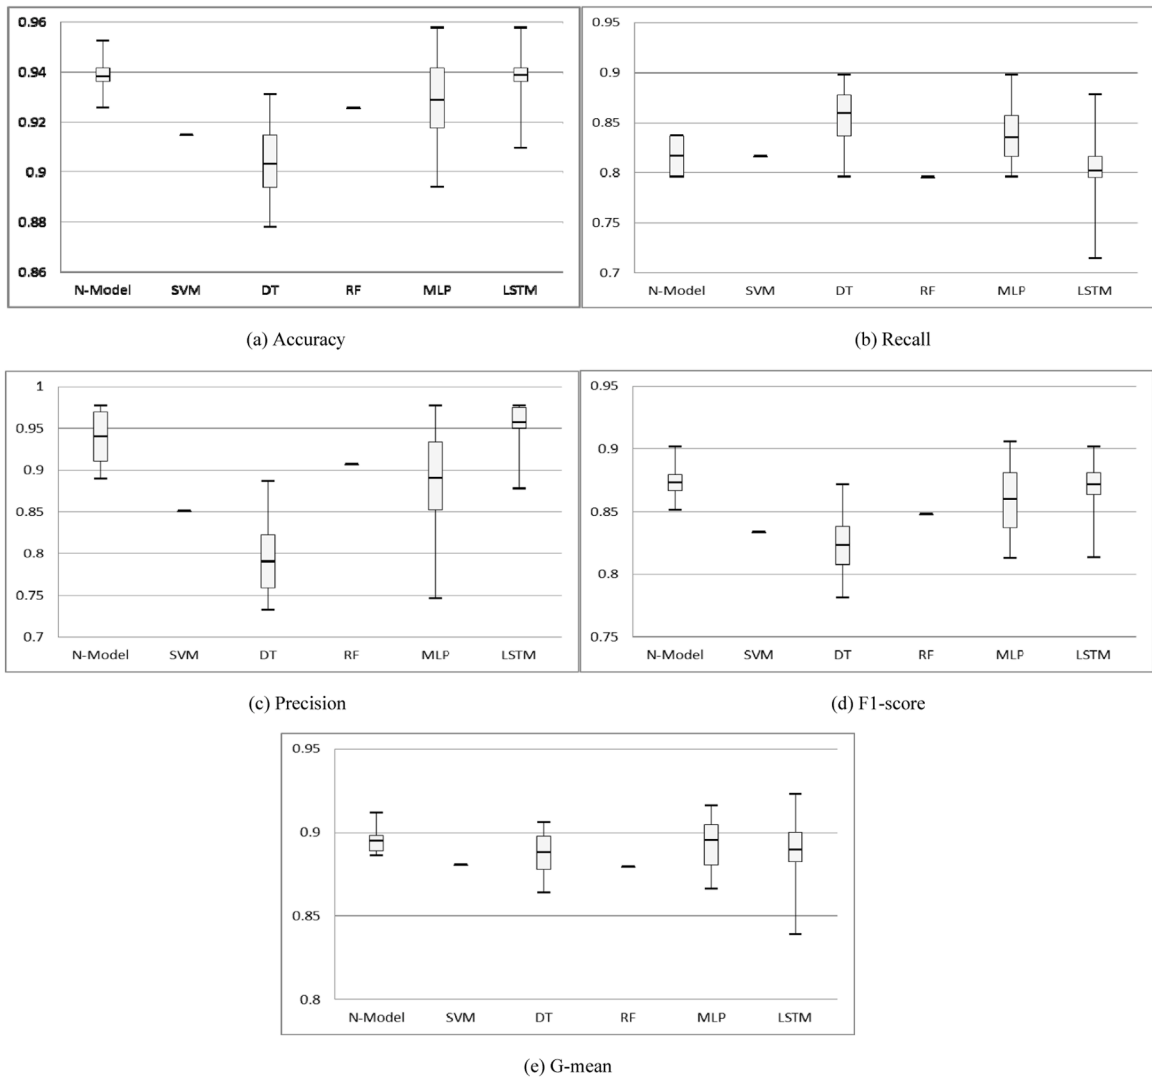 0.96
0.94
0.92
0.9
0.88
0.86
N-Model SVM DT RF MLP LSTM
(a) Accuracy
0.95
0.9
0.85
0.8
0.75
0.7
N-Model SVM DT RF MLP LSTM
(b) Recall
1
0.95
0.9
0.85
0.8
0.75
0.7
N-Model SVM DT RF MLP LSTM
(c) Precision
0.95
0.9
0.85
0.8
0.75
N-Model SVM DT RF MLP LSTM
(d) F1-score
0.95
0.9
0.85
0.8
N-Model SVM DT RF MLP LSTM
(e) G-mean